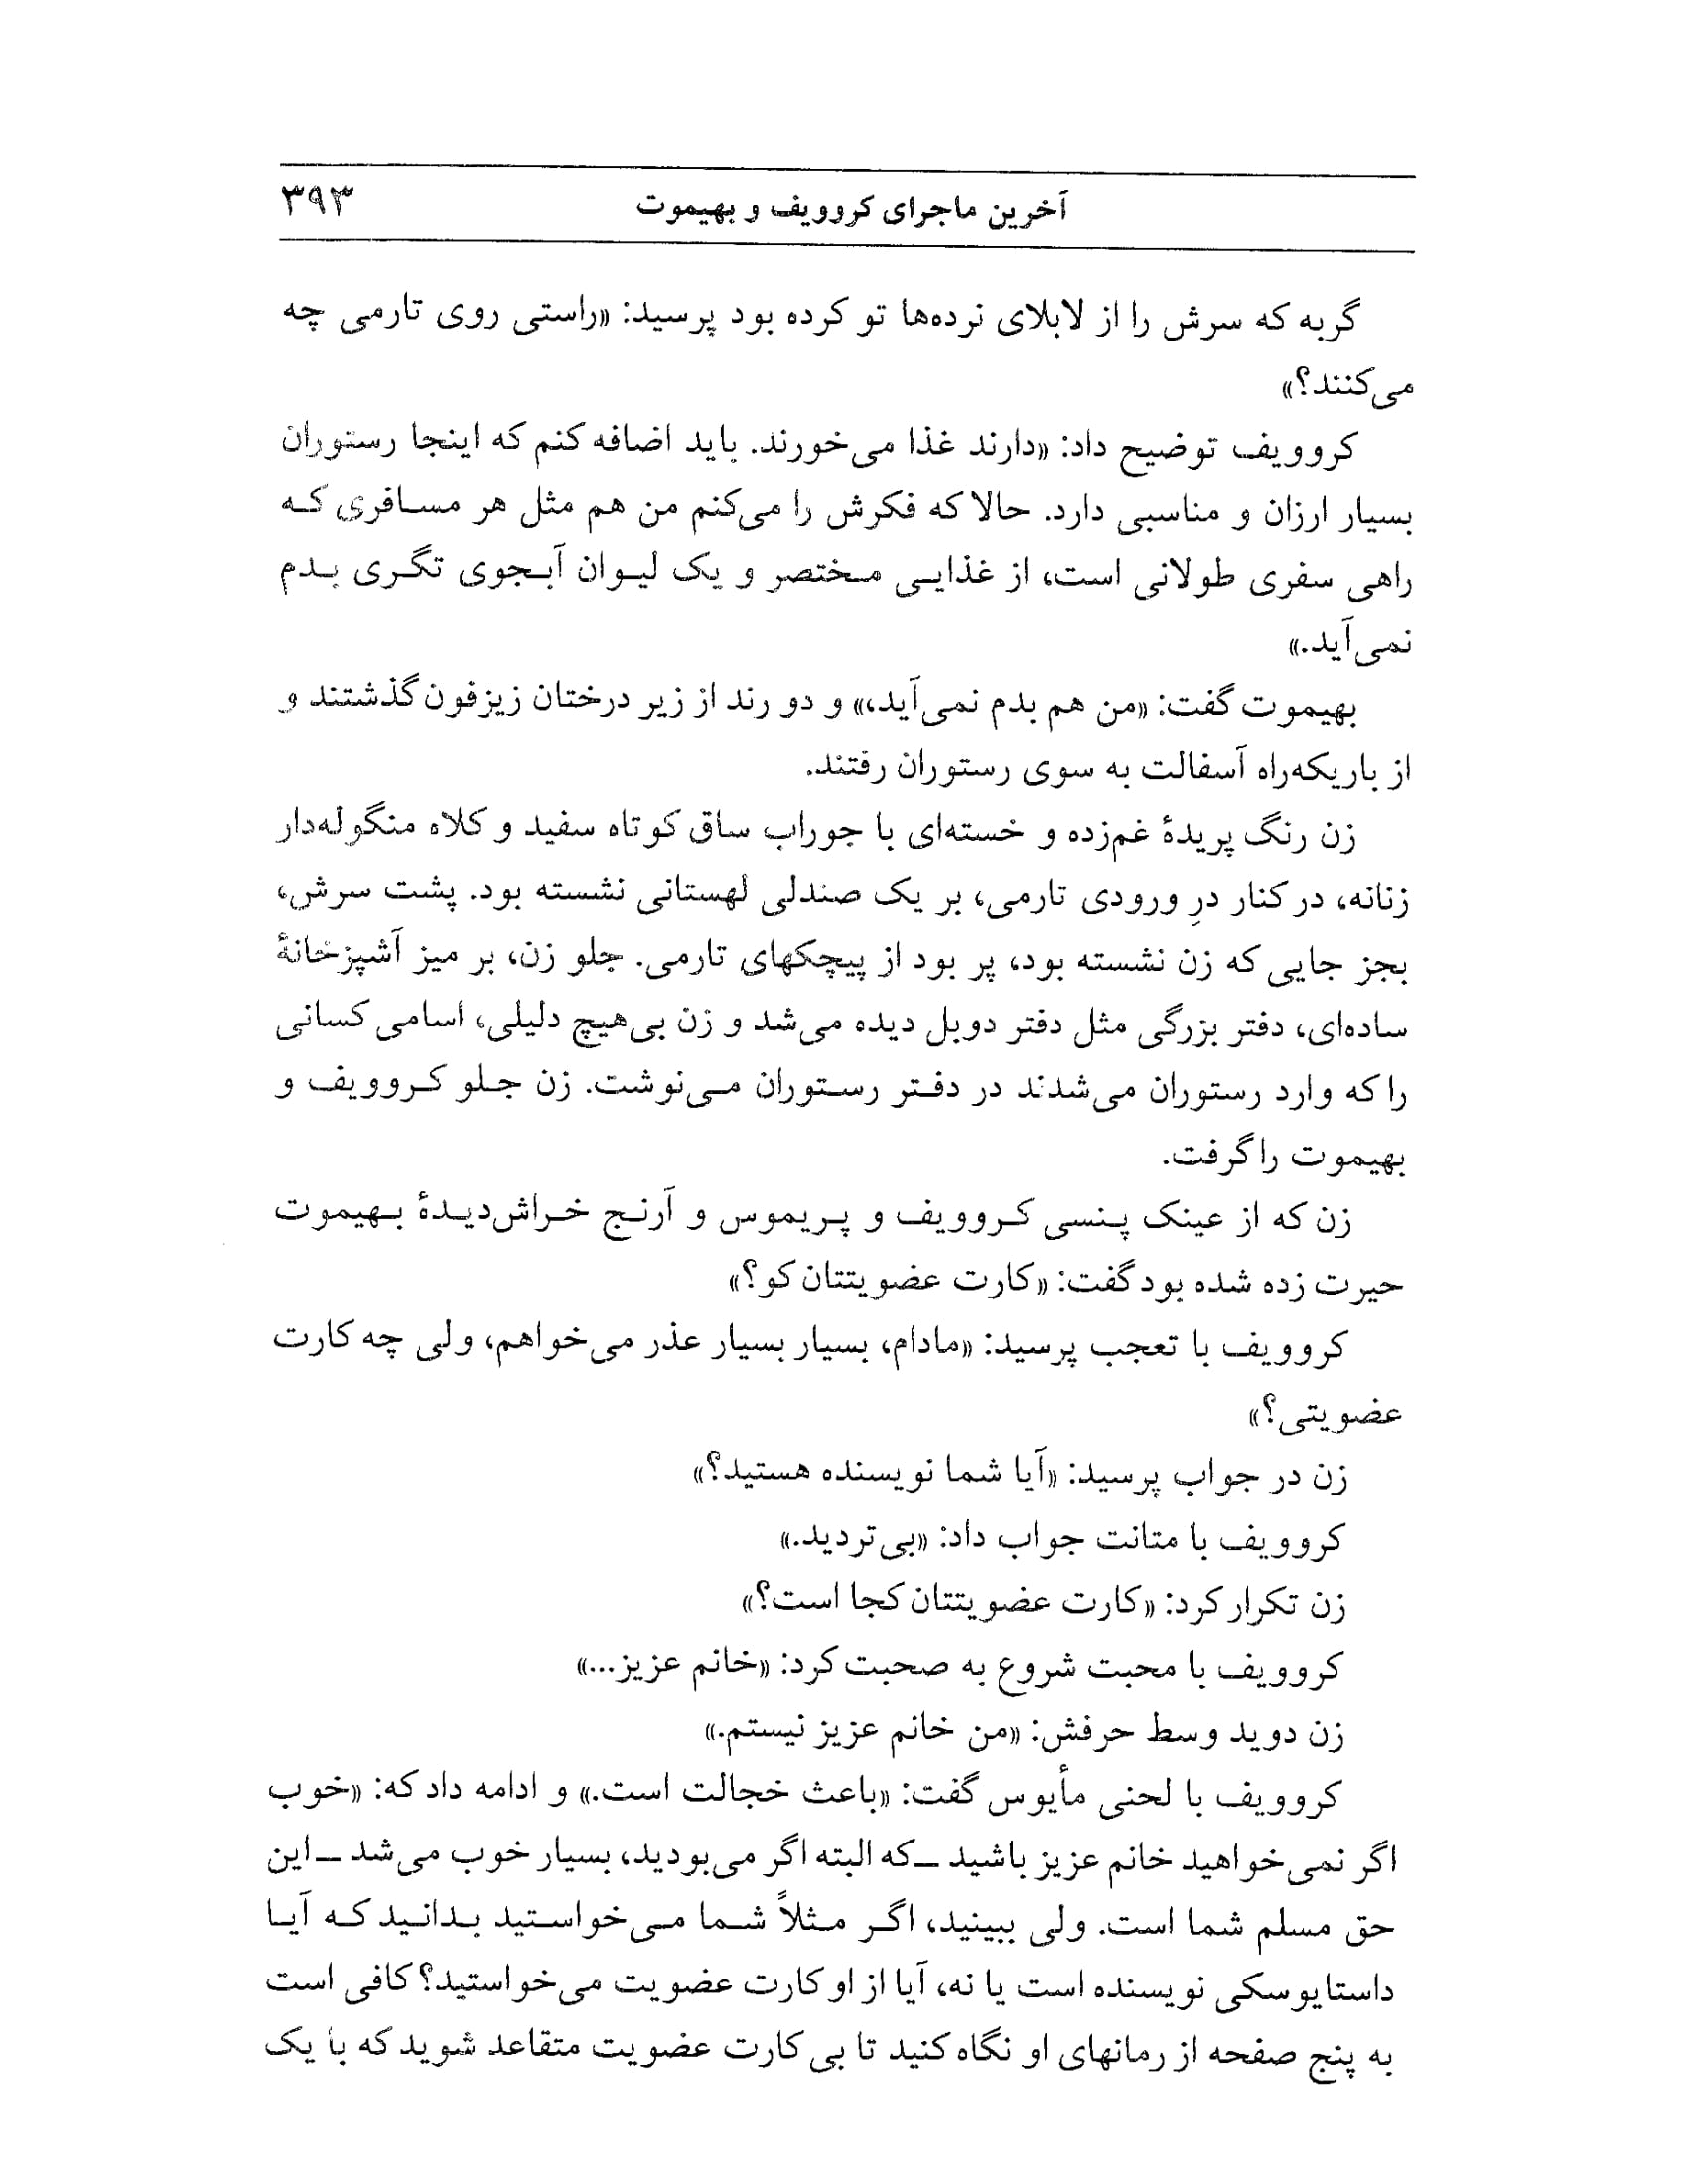 آخرین ماجرای کروویف و بهیموت ۳۹۳
گربه که سرش را از لابلای نرده‌ها تو کرده بود پرسید: «راستی روی تارمی چه
می‌کنند؟»
کروویف توضیح داد: «دارند غذا می‌خورند. باید اضافه کنم که اینجا رستوران
بسیار ارزان و مناسبی دارد. حالا که فکرش را می‌کنم من هم مثل هر مسافری که
راهی سفری طولانی است، از غذایی مختصر و یک لیوان آبجوی تگری بدم
نمی‌آید.»
بهیموت گفت: «من هم بدم نمی‌آید،» و دو رند از زیر درختان زیزفون گذشتند و
از باریکه‌راه آسفالت به سوی رستوران رفتند.
زن رنگ پریدهٔ غم‌زده و خسته‌ای با جوراب ساق کوتاه سفید و کلاه منگوله‌دار
زنانه، در کنار درِ ورودی تارمی، بر یک صندلی لهستانی نشسته بود. پشت سرش،
بجز جایی که زن نشسته بود، پر بود از پیچکهای تارمی. جلو زن، بر میز آشپزخانهٔ
ساده‌ای، دفتر بزرگی مثل دفتر دوبل دیده می‌شد و زن بی‌هیچ دلیلی، اسامی کسانی
را که وارد رستوران می‌شدند در دفتر رستوران می‌نوشت. زن جلو کروویف و
بهیموت را گرفت.
زن که از عینک پنسی کروویف و پریموس و آرنج خراش‌دیدهٔ بهیموت
حیرت زده شده بود گفت: «کارت عضویتتان کو؟»
کروویف با تعجب پرسید: «مادام، بسیار بسیار عذر می‌خواهم، ولی چه کارت
عضویتی؟»
زن در جواب پرسید: «آیا شما نویسنده هستید؟»
کروویف با متانت جواب داد: «بی‌تردید.»
زن تکرار کرد: «کارت عضویتتان کجا است؟»
کروویف با محبت شروع به صحبت کرد: «خانم عزیز...»
زن دوید وسط حرفش: «من خانم عزیز نیستم.»
کروویف با لحنی مأیوس گفت: «باعث خجالت است.» و ادامه داد که: «خوب
اگر نمی‌خواهید خانم عزیز باشید ـ که البته اگر می‌بودید، بسیار خوب می‌شد ـ این
حق مسلم شما است. ولی ببینید، اگر مثلاً شما می‌خواستید بدانید که آیا
داستایوسکی نویسنده است یا نه، آیا از او کارت عضویت می‌خواستید؟ کافی است
به پنج صفحه از رمانهای او نگاه کنید تا بی کارت عضویت متقاعد شوید که با یک